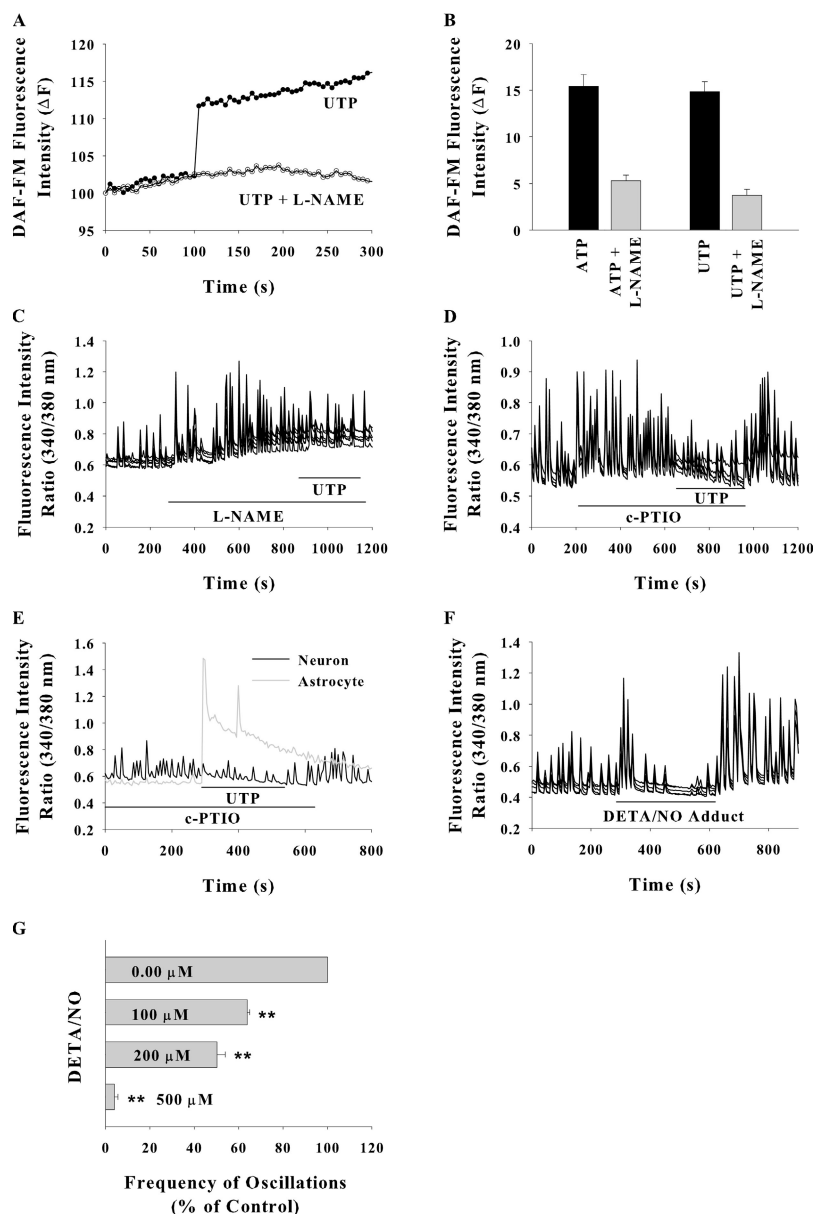 A
DAF-FM Fluorescence
Intensity (ΔF)
120
115
110
105
100
95
UTP
UTP + L-NAME
0 50 100 150 200 250 300
Time (s)
B
DAF-FM Fluorescence
Intensity (ΔF)
20
15
10
5
0
ATP
ATP +
L-NAME
UTP
UTP +
L-NAME
C
Fluorescence Intensity
Ratio (340/380 nm)
1.4
1.2
1.0
0.8
0.6
0.4
0.2
UTP
L-NAME
0 200 400 600 800 1000 1200
Time (s)
D
Fluorescence Intensity
Ratio (340/380 nm)
1.0
0.9
0.8
0.7
0.6
0.5
0.4
UTP
c-PTIO
0 200 400 600 800 1000 1200
Time (s)
E
Fluorescence Intensity
Ratio (340/380 nm)
1.6
1.4
1.2
1.0
0.8
0.6
0.4
0.2
Neuron
Astrocyte
UTP
c-PTIO
0 200 400 600 800
Time (s)
F
Fluorescence Intensity
Ratio (340/380 nm)
1.4
1.2
1.0
0.8
0.6
0.4
0.2
DETA/NO Adduct
0 200 400 600 800
Time (s)
G
DETA/NO
0.00 μM
100 μM **
200 μM **
** 500 μM
0 20 40 60 80 100 120
Frequency of Oscillations
(% of Control)